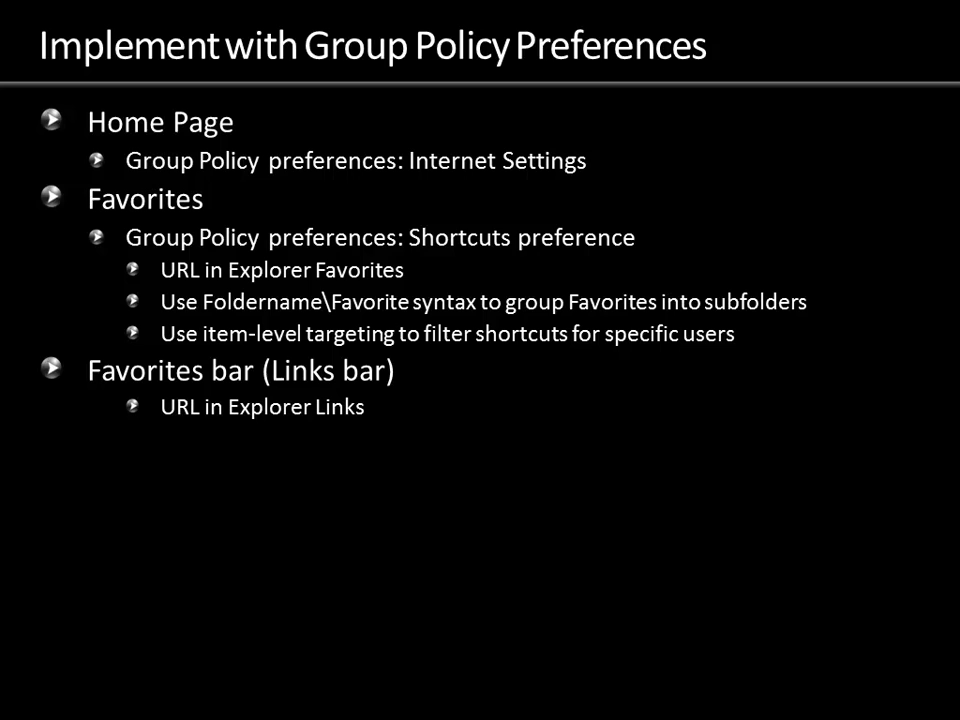 Implement with Group Policy Preferences
Home Page
Group Policy preferences: Internet Settings
Favorites
Group Policy preferences: Shortcuts preference
URL in Explorer Favorites
Use Foldername\Favorite syntax to group Favorites into subfolders
Use item-level targeting to filter shortcuts for specific users
Favorites bar (Links bar)
URL in Explorer Links